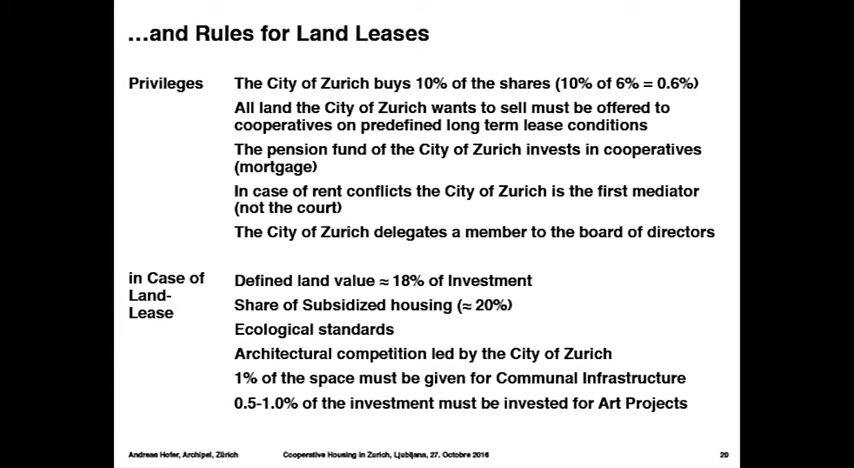 ...and Rules for Land Leases
Privileges
The City of Zurich buys 10% of the shares (10% of 6% = 0.6%)
All land the City of Zurich wants to sell must be offered to
cooperatives on predefined long term lease conditions
The pension fund of the City of Zurich invests in cooperatives
(mortgage)
In case of rent conflicts the City of Zurich is the first mediator
(not the court)
The City of Zurich delegates a member to the board of directors
in Case of
Land-
Lease
Defined land value ≈ 18% of Investment
Share of Subsidized housing (≈ 20%)
Ecological standards
Architectural competition led by the City of Zurich
1% of the space must be given for Communal Infrastructure
0.5-1.0% of the investment must be invested for Art Projects
Andreas Hofer, Archipel, Zürich
Cooperative Housing in Zurich, Ljubljana, 27. Octobre 2016
20